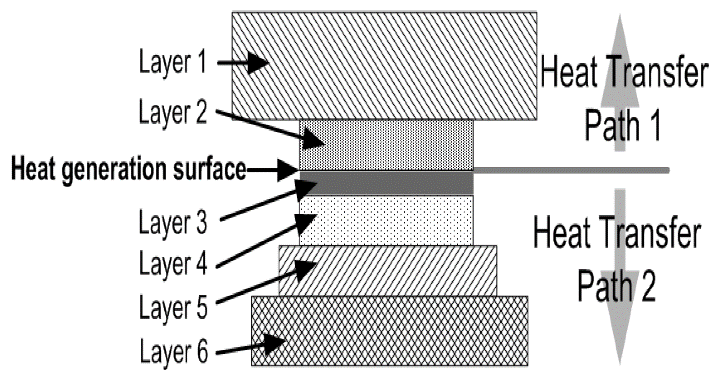 Layer 1
Heat Transfer
Path 1
Layer 2
Heat generation surface
Layer 3
Heat Transfer
Path 2
Layer 4
Layer 5
Layer 6